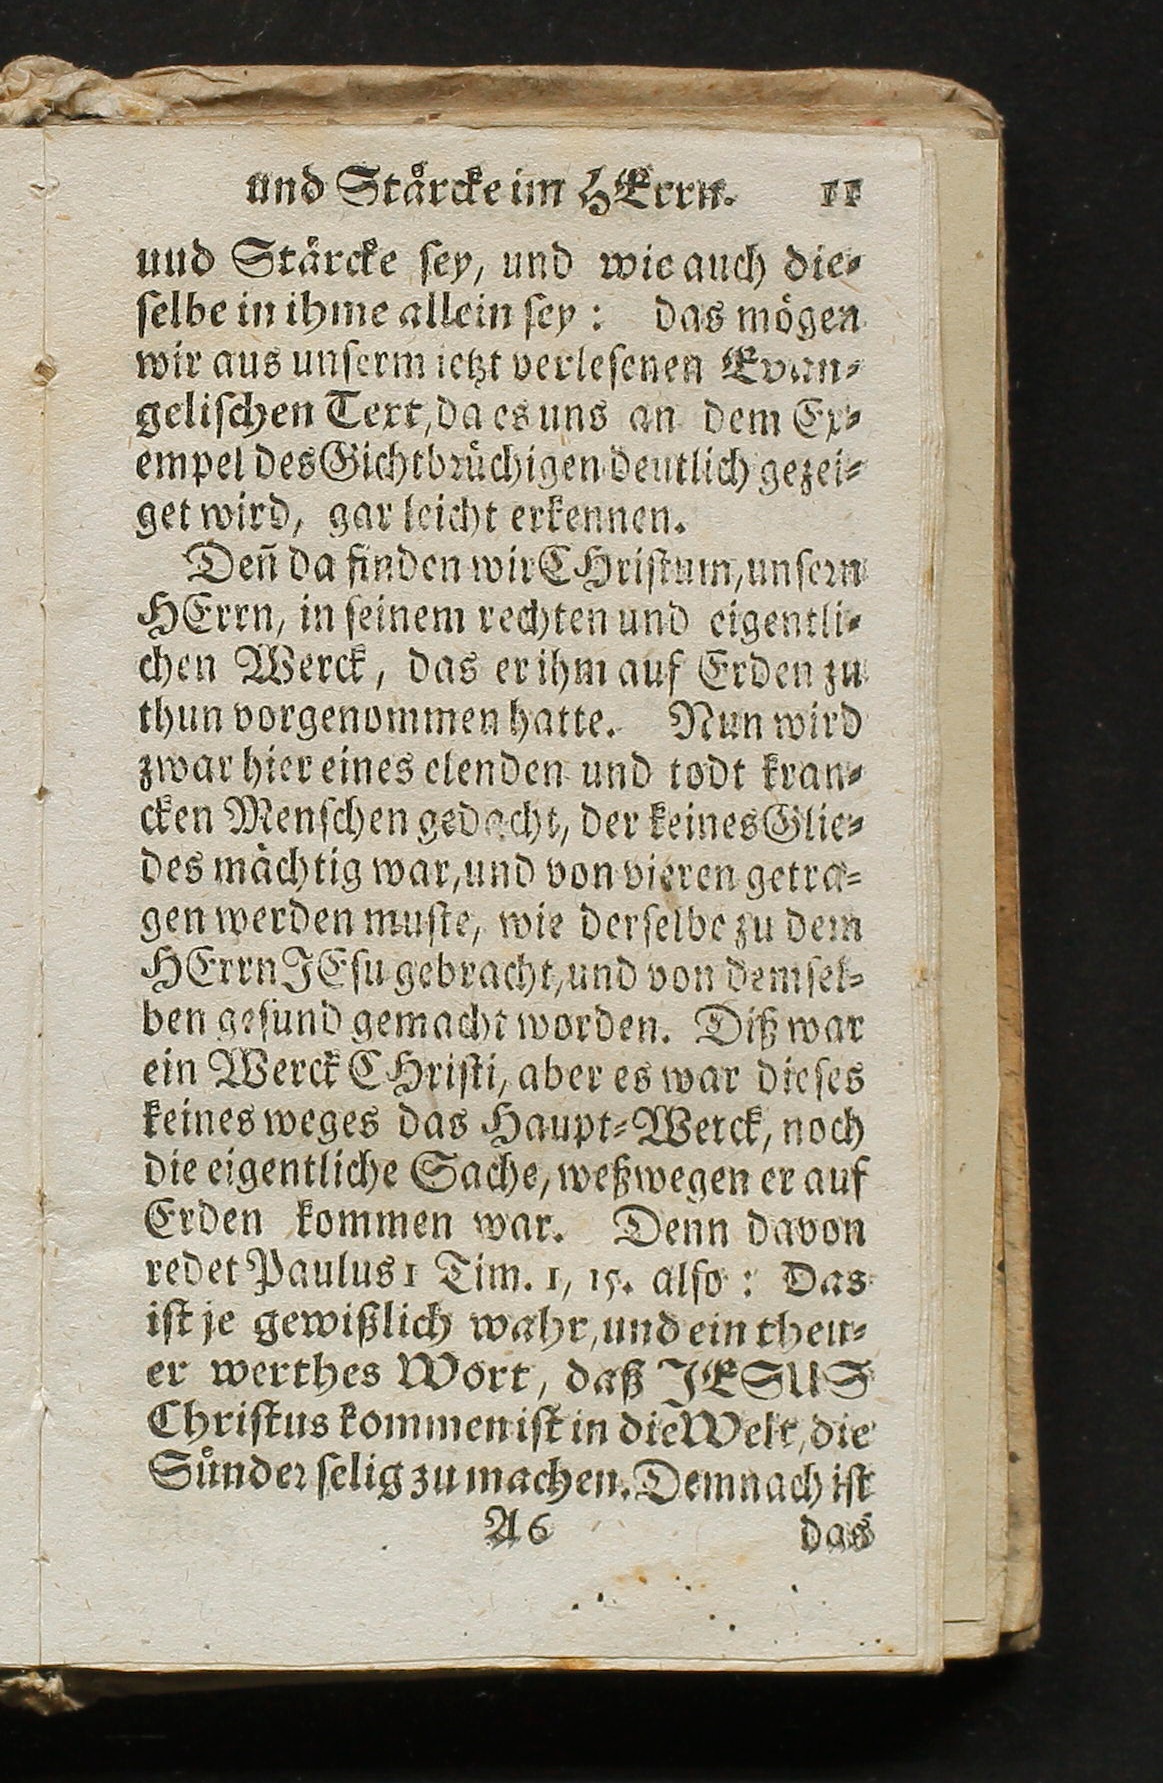 und Stårcke im HErrn. 11
uud Stårcke sey, und wie auch die-
selbe in ihme allein sey: das mögen
wir aus unserm ietzt verlesenen Evan-
gelischen Text, da es uns an dem Ex-
empel des Gichtbrüchigen deutlich gezei-
get wird, gar leicht erkennen.
Deñ da finden wir CHristum, unsern
HErrn, in seinem rechten und eigentli-
chen Werck, das er ihm auf Erden zu
thun vorgenommen hatte. Nun wird
zwar hier eines elenden und todt kran-
cken Menschen gedacht, der keines Glie-
des mächtig war, und von vieren getra-
gen werden muste, wie derselbe zu dem
HErrn JEsu gebracht, und von demsel-
ben gesund gemacht worden. Diß war
ein Werck CHristi, aber es war dieses
keines weges das Haupt-Werck, noch
die eigentliche Sache, weßwegen er auf
Erden kommen war. Denn davon
redet Paulus 1 Tim. 1, 15. also: Das
ist je gewißlich wahr, und ein theu-
er werthes Wort, daß JESUS
Christus kommen ist in die Welt, die
Sůnder selig zu machen. Demnach ist
A 6 das